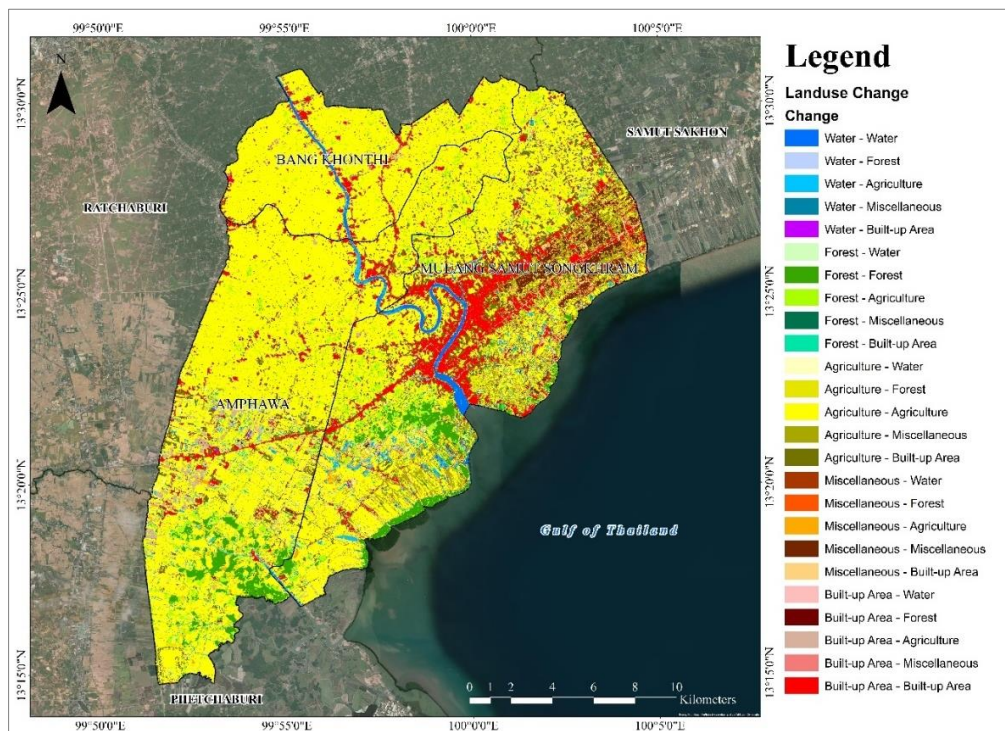 99°50'0"E 99°55'0"E 100°0'0"E 100°5'0"E
N
13°30'0"N
13°30'0"N
SAMUT SAKHON
BANG KHONTHI
RATCHABURI
MUEANG SAMUT SONGKHRAM
13°25'0"N
13°25'0"N
AMPHAWA
13°20'0"N
13°20'0"N
Gulf of Thailand
13°15'0"N
13°15'0"N
PHETCHABURI
0 1 2 4 6 8 10
Kilometers
99°50'0"E 99°55'0"E 100°0'0"E 100°5'0"E
Legend
Landuse Change
Change
Water - Water
Water - Forest
Water - Agriculture
Water - Miscellaneous
Water - Built-up Area
Forest - Water
Forest - Forest
Forest - Agriculture
Forest - Miscellaneous
Forest - Built-up Area
Agriculture - Water
Agriculture - Forest
Agriculture - Agriculture
Agriculture - Miscellaneous
Agriculture - Built-up Area
Miscellaneous - Water
Miscellaneous - Forest
Miscellaneous - Agriculture
Miscellaneous - Miscellaneous
Miscellaneous - Built-up Area
Built-up Area - Water
Built-up Area - Forest
Built-up Area - Agriculture
Built-up Area - Miscellaneous
Built-up Area - Built-up Area